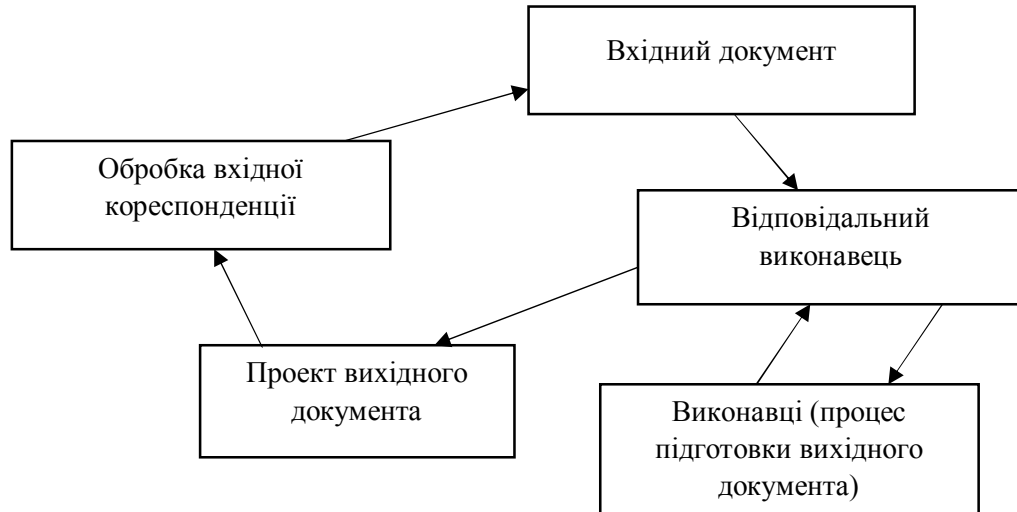 Вхідний документ
Обробка вхідної
кореспонденції
Відповідальний
виконавець
Проект вихідного
документа
Виконавці (процес
підготовки вихідного
документа)